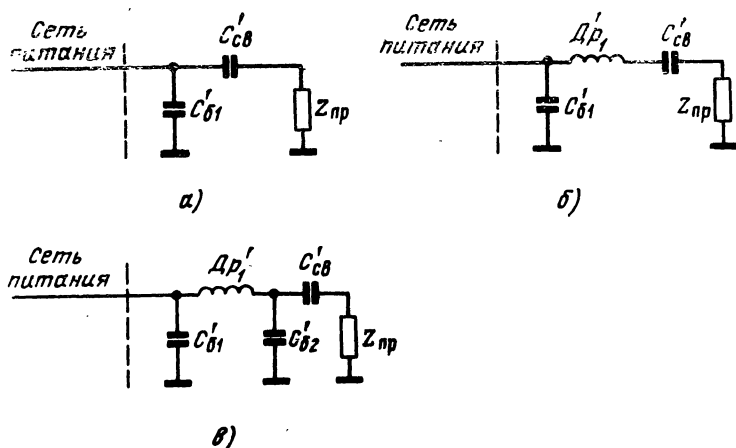 Сеть
питания
C'св
C'б1
Zпр
а)
Сеть
питания
Др'1
C'св
C'б1
Zпр
б)
Сеть
питания
Др'1
C'св
C'б1
C'б2
Zпр
в)